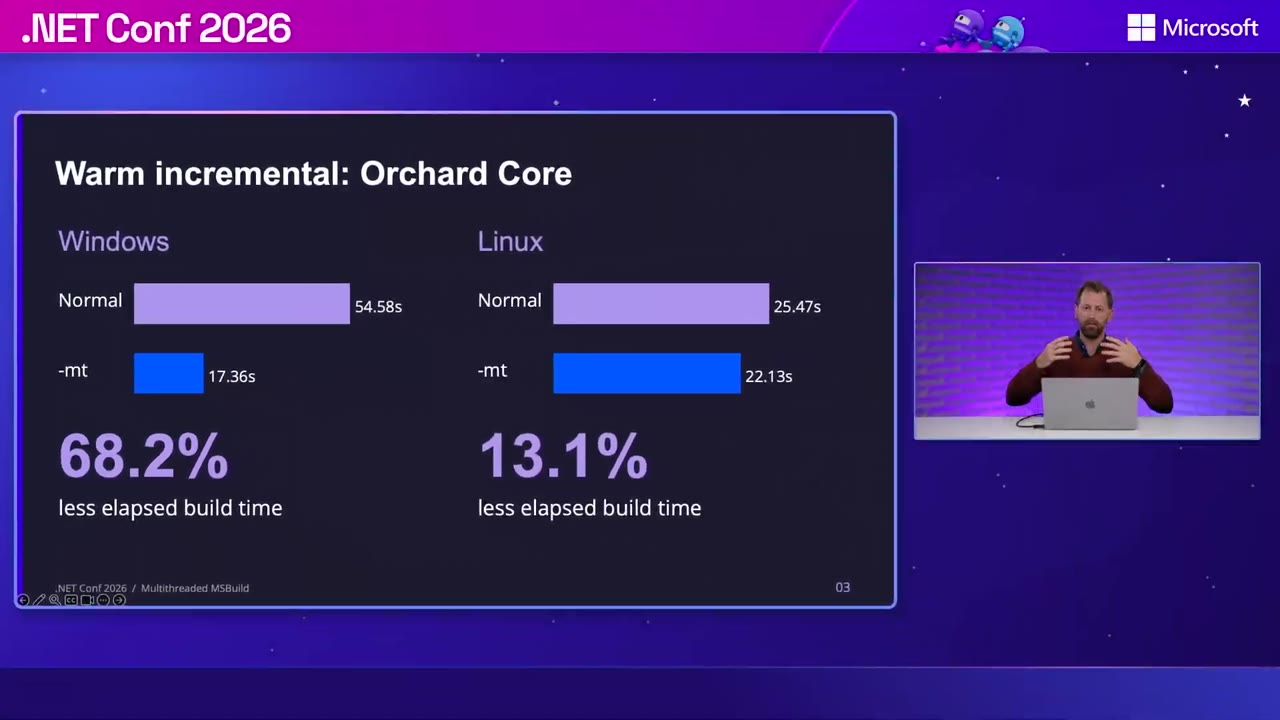 .NET Conf 2026
Microsoft
Warm incremental: Orchard Core
Windows
Normal
54.58s
-mt
17.36s
68.2%
less elapsed build time
Linux
Normal
25.47s
-mt
22.13s
13.1%
less elapsed build time
.NET Conf 2026 / Multithreaded MSBuild
03